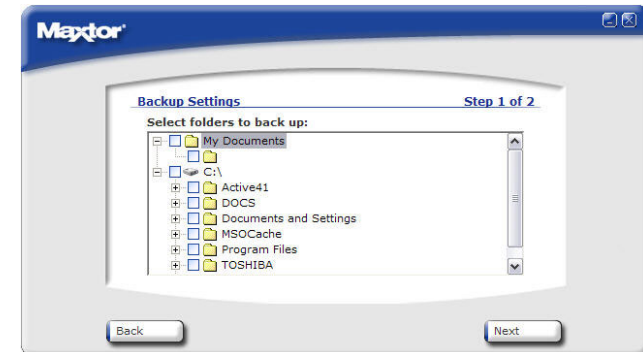 Maxtor
Backup Settings Step 1 of 2
Select folders to back up:
My Documents
C:\
Active41
DOCS
Documents and Settings
MSOCache
Program Files
TOSHIBA
Back Next